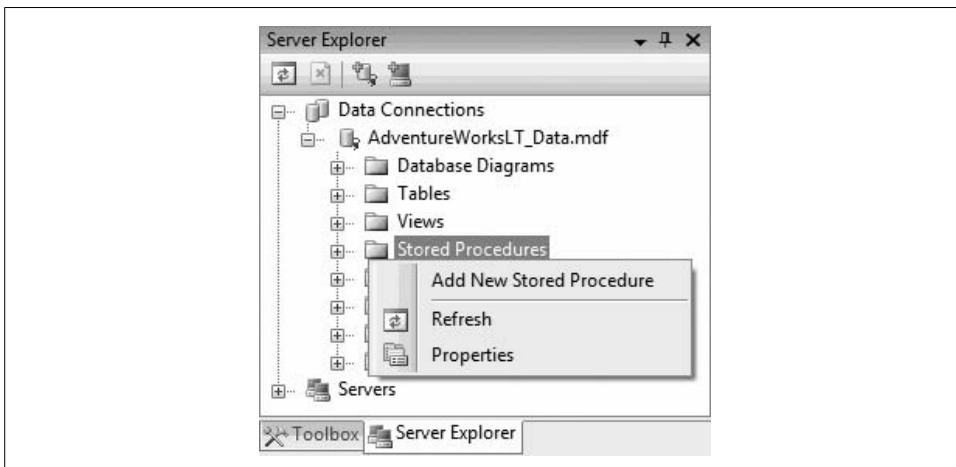 Server Explorer
Data Connections
AdventureWorksLT_Data.mdf
Database Diagrams
Tables
Views
Stored Procedures
Add New Stored Procedure
Refresh
Properties
Servers
Toolbox
Server Explorer